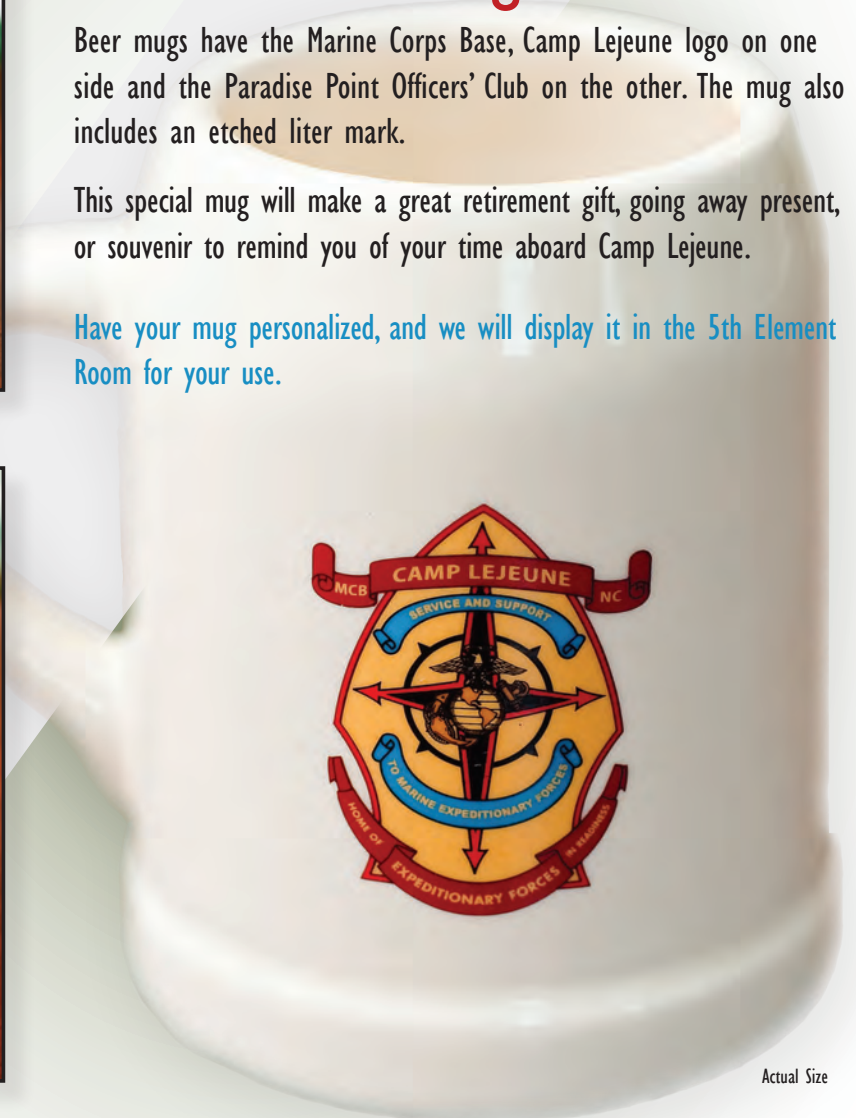 Beer mugs have the Marine Corps Base, Camp Lejeune logo on one
side and the Paradise Point Officers' Club on the other. The mug also
includes an etched liter mark.
This special mug will make a great retirement gift, going away present,
or souvenir to remind you of your time aboard Camp Lejeune.
Have your mug personalized, and we will display it in the 5th Element
Room for your use.
MCB CAMP LEJEUNE NC
SERVICE AND SUPPORT
TO MARINE EXPEDITIONARY FORCES
HOME OF EXPEDITIONARY FORCES IN READINESS
Actual Size